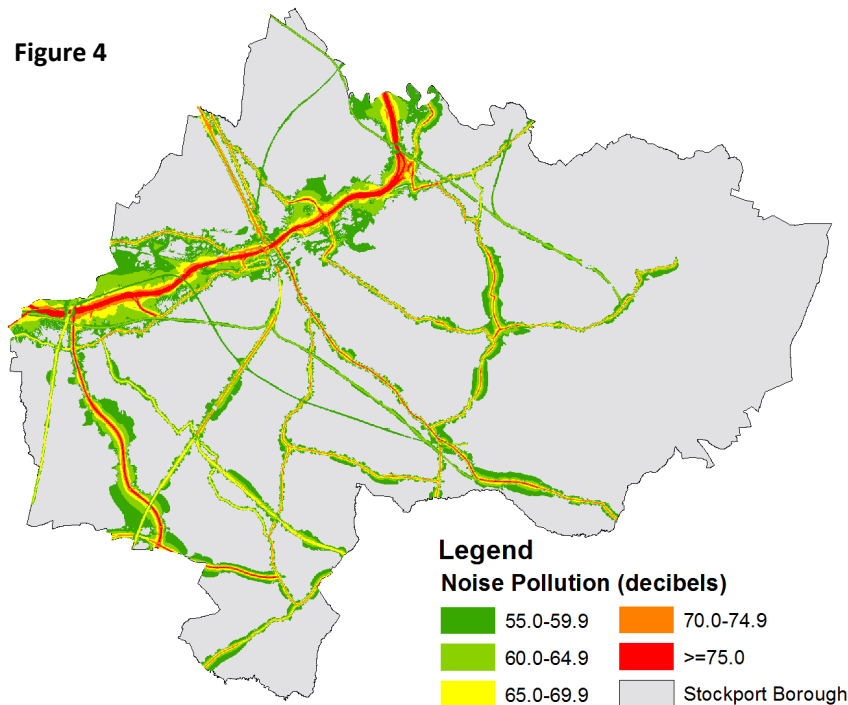 Figure 4
Legend
Noise Pollution (decibels)
55.0-59.9
70.0-74.9
60.0-64.9
>=75.0
65.0-69.9
Stockport Borough